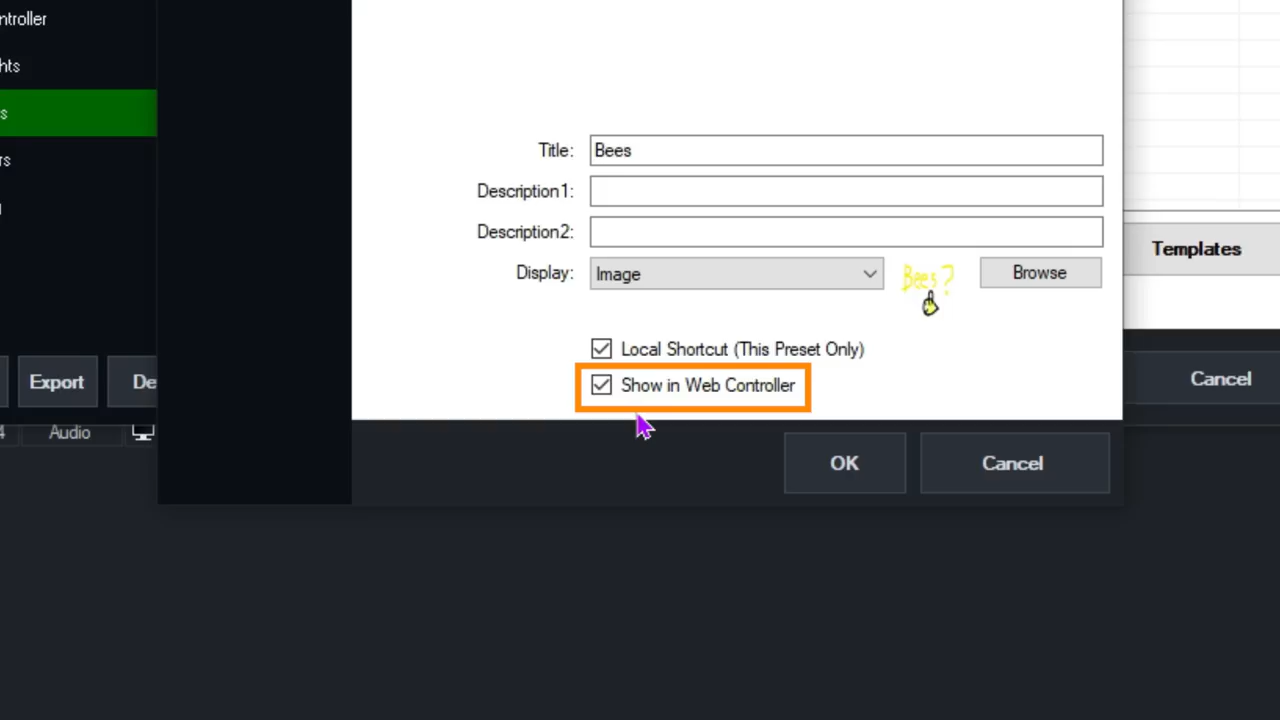 ntroller
hts
s
rs
Title: Bees
Description1:
Description2:
Display: Image Bees? Browse
Templates
Local Shortcut (This Preset Only)
Show in Web Controller
Export De Cancel
4 Audio
OK Cancel